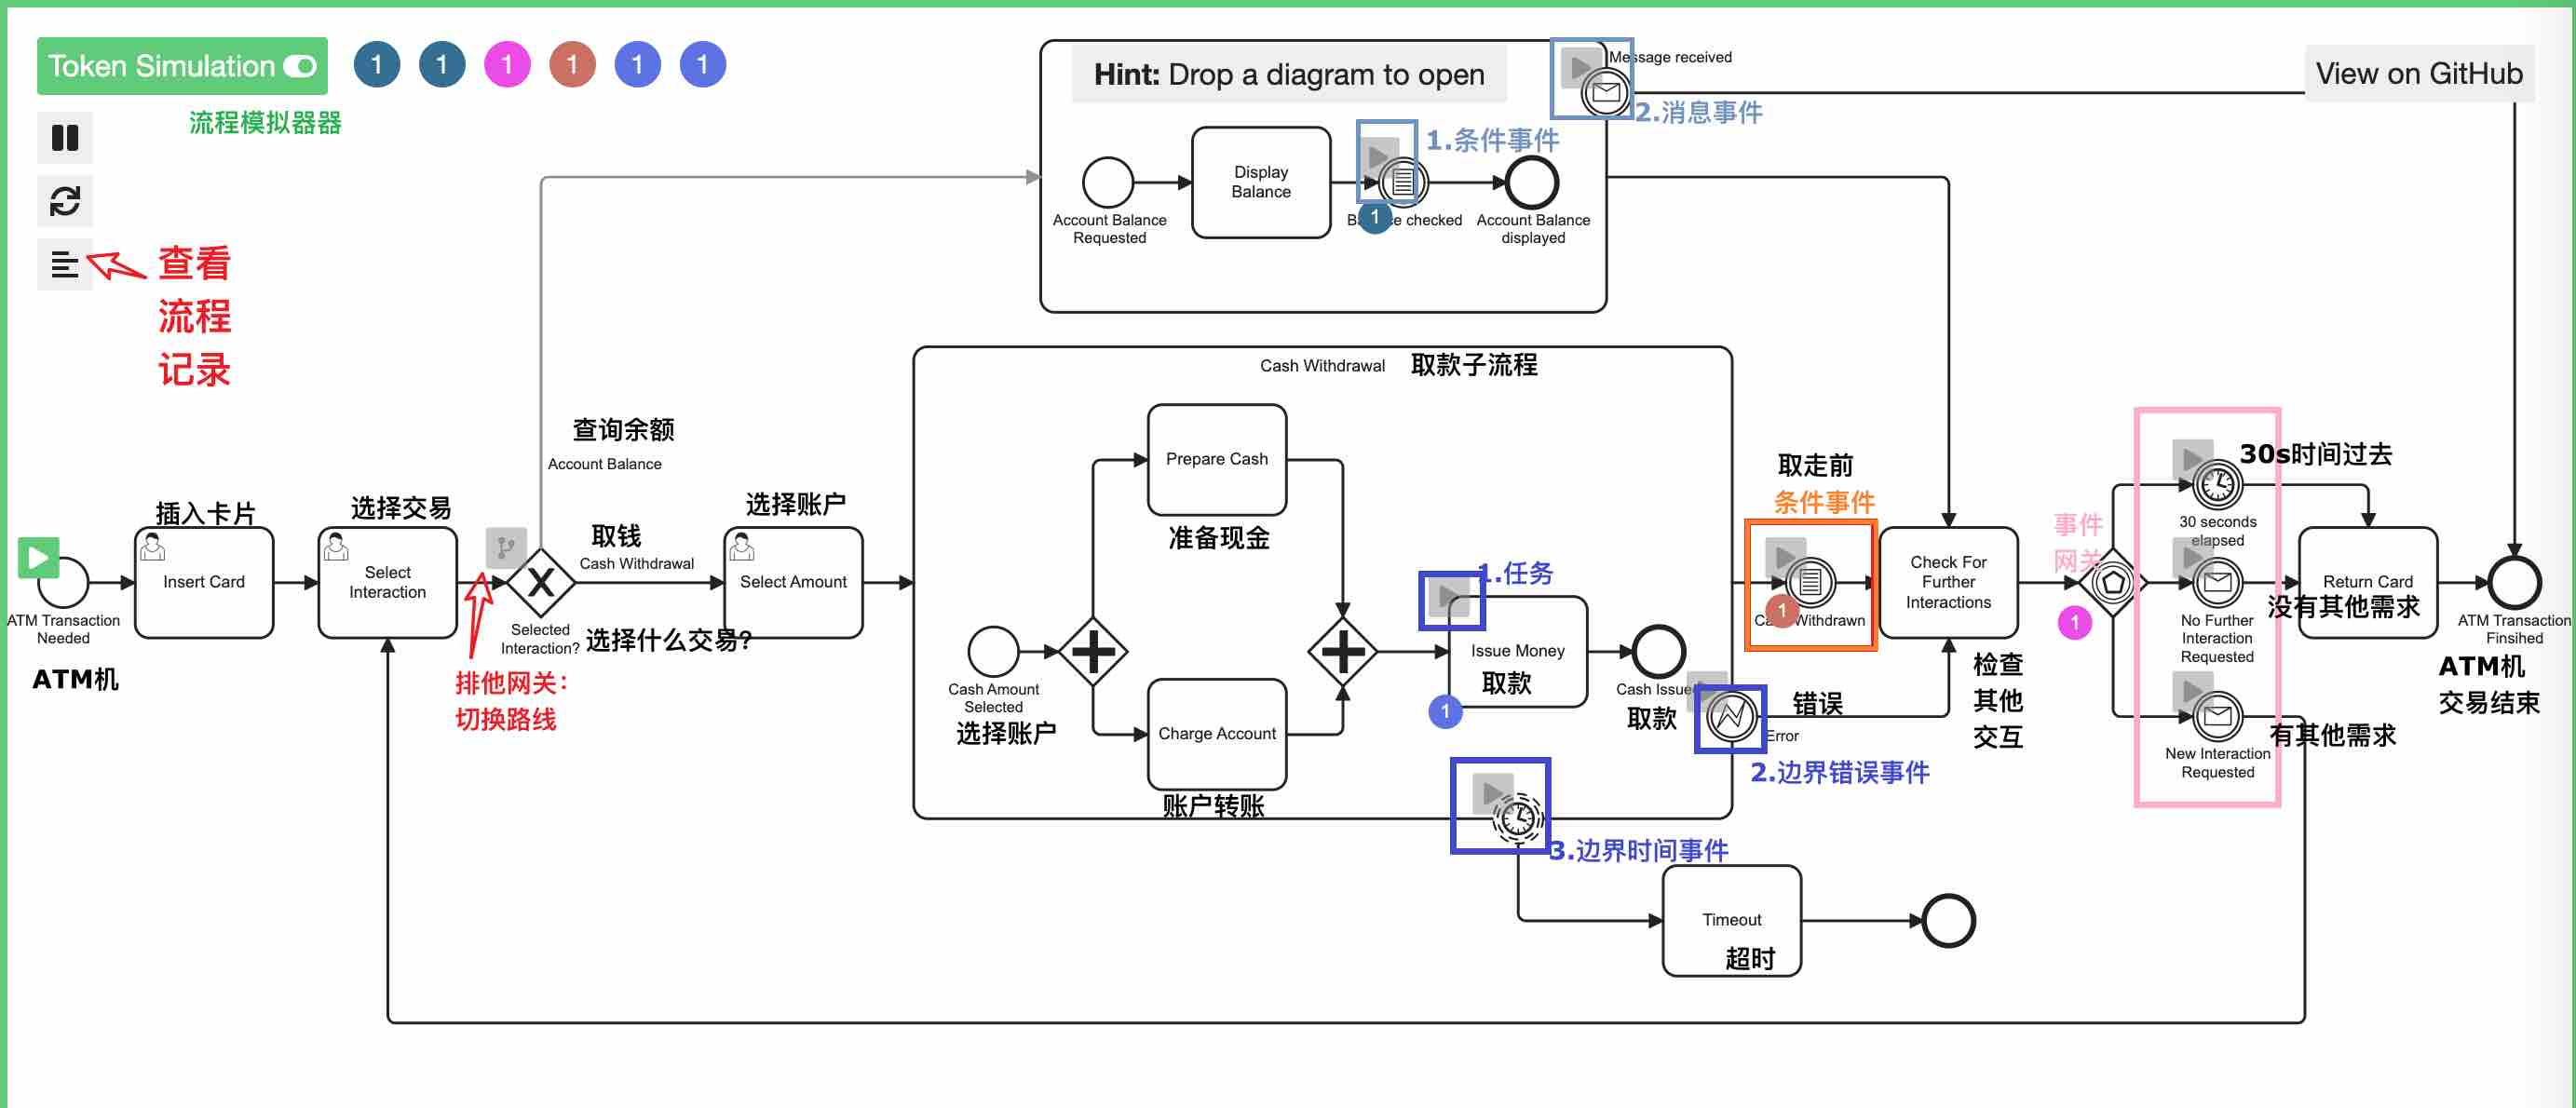 Token Simulation
1
1
1
1
1
1
流程模拟器器
Hint: Drop a diagram to open
Message received
2.消息事件
View on GitHub
1.条件事件
Display
Balance
Account Balance
Requested
1
checked
Account Balance
displayed
查看
流程
记录
Cash Withdrawal
取款子流程
查询余额
Account Balance
Prepare Cash
准备现金
取走前
条件事件
30s时间过去
30 seconds
elapsed
事件
网关
插入卡片
Insert Card
选择交易
Select
Interaction
取钱
Cash Withdrawal
选择账户
Select Amount
ATM Transaction
Needed
ATM机
X
Selected
Interaction?
选择什么交易?
排他网关:
切换路线
Cash Amount
Selected
选择账户
Charge Account
账户转账
1.任务
Issue Money
取款
1
Cash Issue
取款
1
Withdrawn
Check For
Further
Interactions
检查
其他
交互
错误
Error
2.边界错误事件
3.边界时间事件
Timeout
超时
1
No Further
Interaction
Requested
没有其他需求
Return Card
New Interaction
Requested
有其他需求
ATM Transaction
Finsihed
ATM机
交易结束